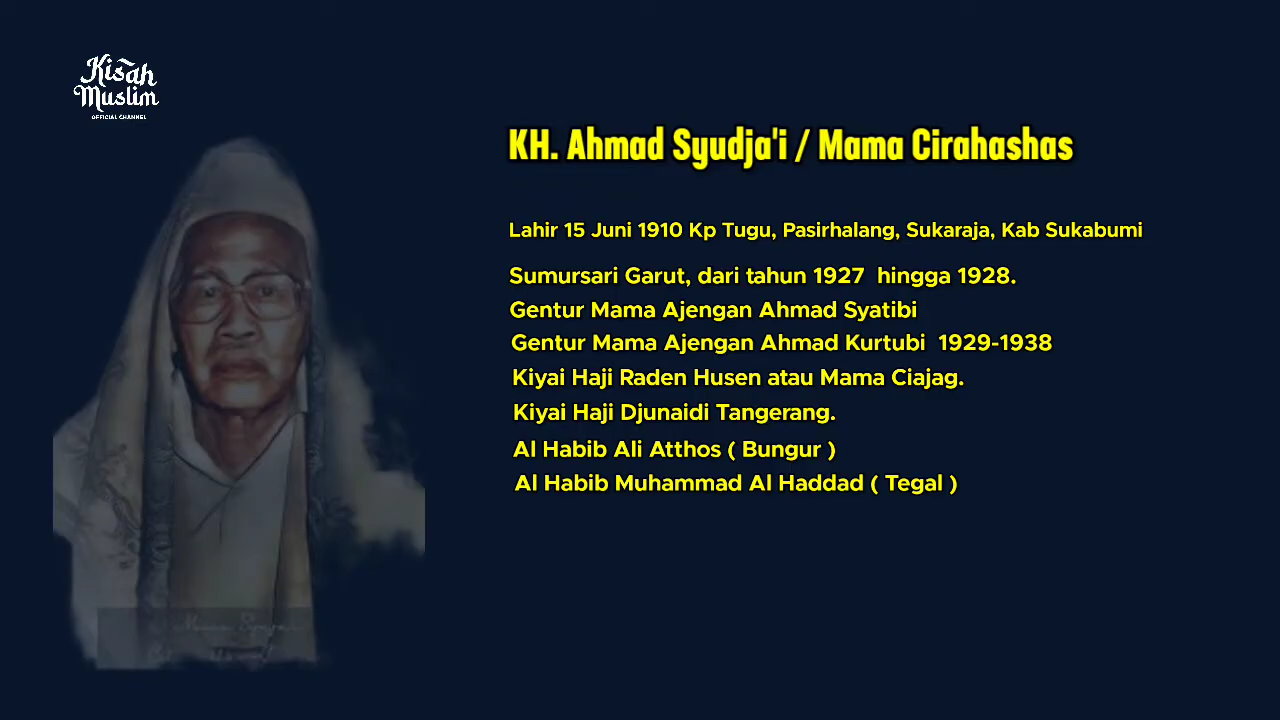 Kisah
Muslim
OFFICIAL CHANNEL
KH. Ahmad Syudja'i / Mama Cirahashas
Lahir 15 Juni 1910 Kp Tugu, Pasirhalang, Sukaraja, Kab Sukabumi
Sumursari Garut, dari tahun 1927 hingga 1928.
Gentur Mama Ajengan Ahmad Syatibi
Gentur Mama Ajengan Ahmad Kurtubi 1929-1938
Kiyai Haji Raden Husen atau Mama Ciajag.
Kiyai Haji Djunaidi Tangerang.
Al Habib Ali Atthos ( Bungur )
Al Habib Muhammad Al Haddad ( Tegal )